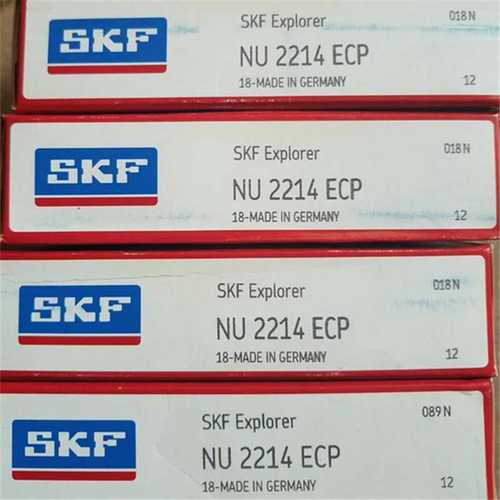 SKF
SKF Explorer
018 N
NU 2214 ECP
18-MADE IN GERMANY
12
SKF
SKF Explorer
018 N
NU 2214 ECP
18-MADE IN GERMANY
12
SKF
SKF Explorer
018 N
NU 2214 ECP
18-MADE IN GERMANY
12
SKF
SKF Explorer
089 N
NU 2214 ECP
18-MADE IN GERMANY
12